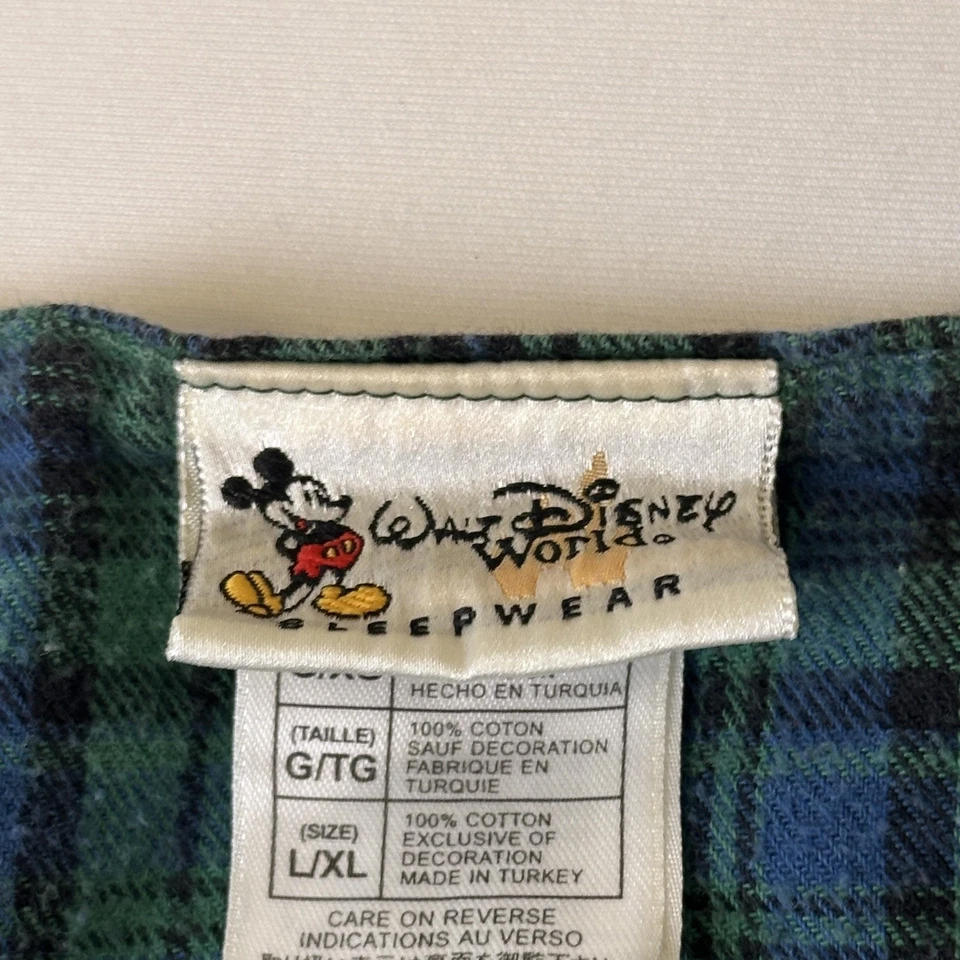 WALT DISNEY
World®
SLEEPWEAR
HECHO EN TURQUIA
(TAILLE)
G/TG
100% COTON
SAUF DECORATION
FABRIQUE EN
TURQUIE
(SIZE)
L/XL
100% COTTON
EXCLUSIVE OF
DECORATION
MADE IN TURKEY
CARE ON REVERSE
INDICATIONS AU VERSO